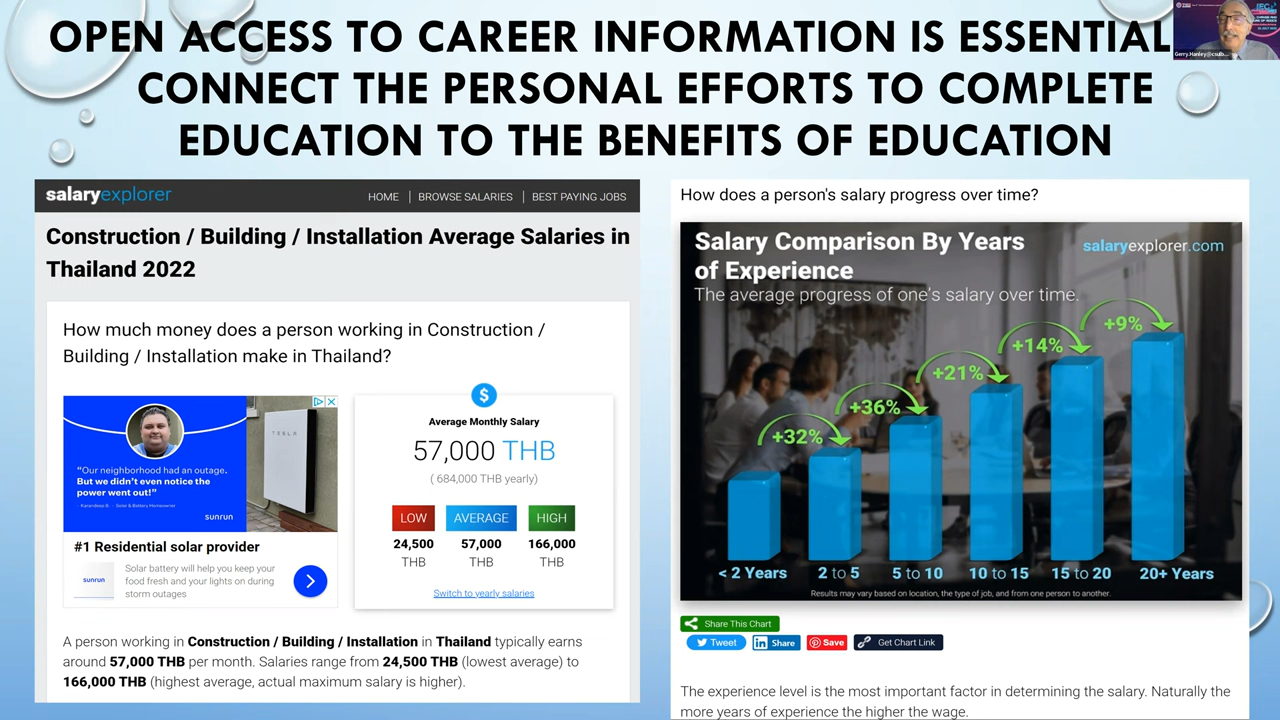 OPEN ACCESS TO CAREER INFORMATION IS ESSENTIAL
CONNECT THE PERSONAL EFFORTS TO COMPLETE
EDUCATION TO THE BENEFITS OF EDUCATION
Gerry.Hanley@csulb...
salaryexplorer
HOME | BROWSE SALARIES | BEST PAYING JOBS
Construction / Building / Installation Average Salaries in
Thailand 2022
How much money does a person working in Construction /
Building / Installation make in Thailand?
"Our neighborhood had an outage.
But we didn't even notice the
power went out!"
- Karandeep B. - Solar & Battery Homeowner
sunrun
TESLA
#1 Residential solar provider
sunrun
Solar battery will help you keep your
food fresh and your lights on during
storm outages
$
Average Monthly Salary
57,000 THB
( 684,000 THB yearly)
LOW AVERAGE HIGH
24,500 57,000 166,000
THB THB THB
Switch to yearly salaries
A person working in Construction / Building / Installation in Thailand typically earns
around 57,000 THB per month. Salaries range from 24,500 THB (lowest average) to
166,000 THB (highest average, actual maximum salary is higher).
How does a person's salary progress over time?
Salary Comparison By Years
of Experience
salaryexplorer.com
The average progress of one's salary over time.
+32%
+36%
+21%
+14%
+9%
< 2 Years 2 to 5 5 to 10 10 to 15 15 to 20 20+ Years
Results may vary based on location, the type of job, and from one person to another.
Share This Chart
Tweet in Share Save Get Chart Link
The experience level is the most important factor in determining the salary. Naturally the
more years of experience the higher the wage.